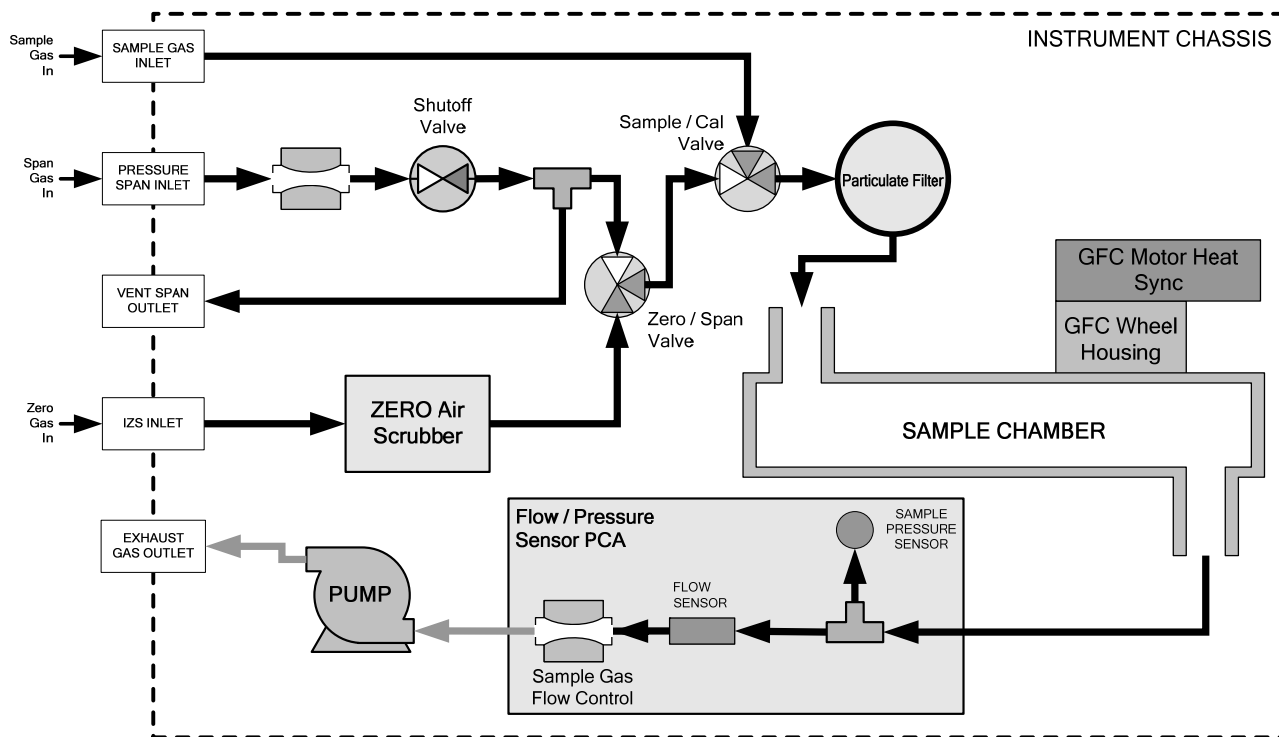 INSTRUMENT CHASSIS
Sample
Gas
In
SAMPLE GAS
INLET
Shutoff
Valve
Sample / Cal
Valve
Span
Gas
In
PRESSURE
SPAN INLET
Particulate Filter
GFC Motor Heat
Sync
VENT SPAN
OUTLET
Zero / Span
Valve
GFC Wheel
Housing
Zero
Gas
In
IZS INLET
ZERO Air
Scrubber
SAMPLE CHAMBER
EXHAUST
GAS OUTLET
PUMP
Flow / Pressure
Sensor PCA
SAMPLE
PRESSURE
SENSOR
FLOW
SENSOR
Sample Gas
Flow Control